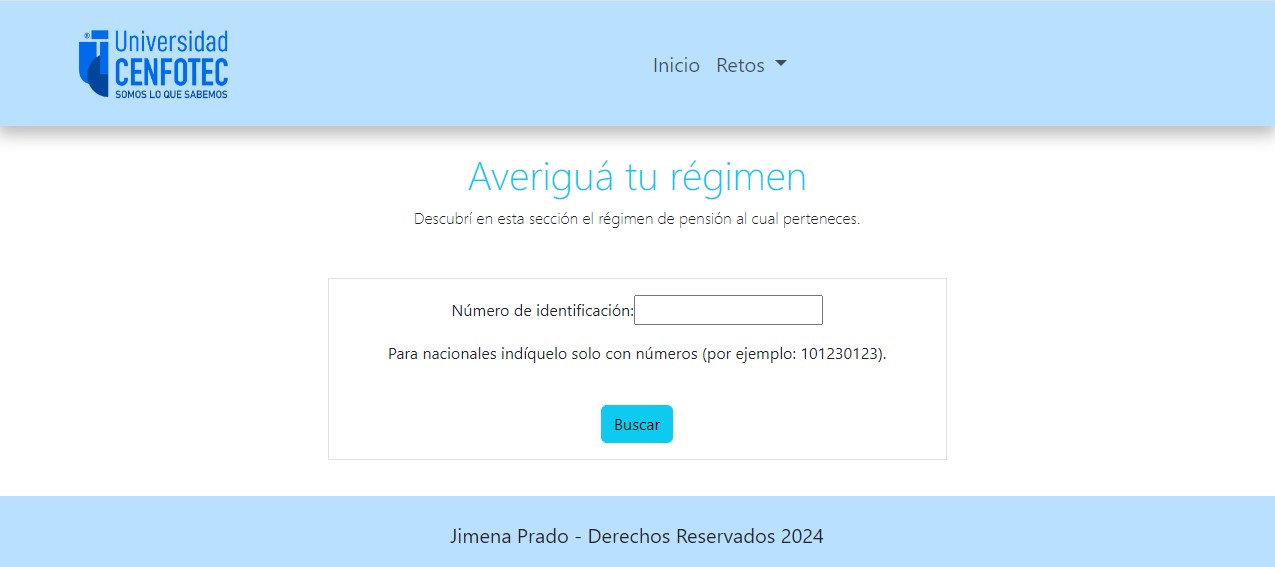 ® Universidad
CENFOTEC
SOMOS LO QUE SABEMOS
Inicio Retos
Averiguá tu régimen
Descubrí en esta sección el régimen de pensión al cual perteneces.
Número de identificación:
Para nacionales indíquelo solo con números (por ejemplo: 101230123).
Buscar
Jimena Prado - Derechos Reservados 2024